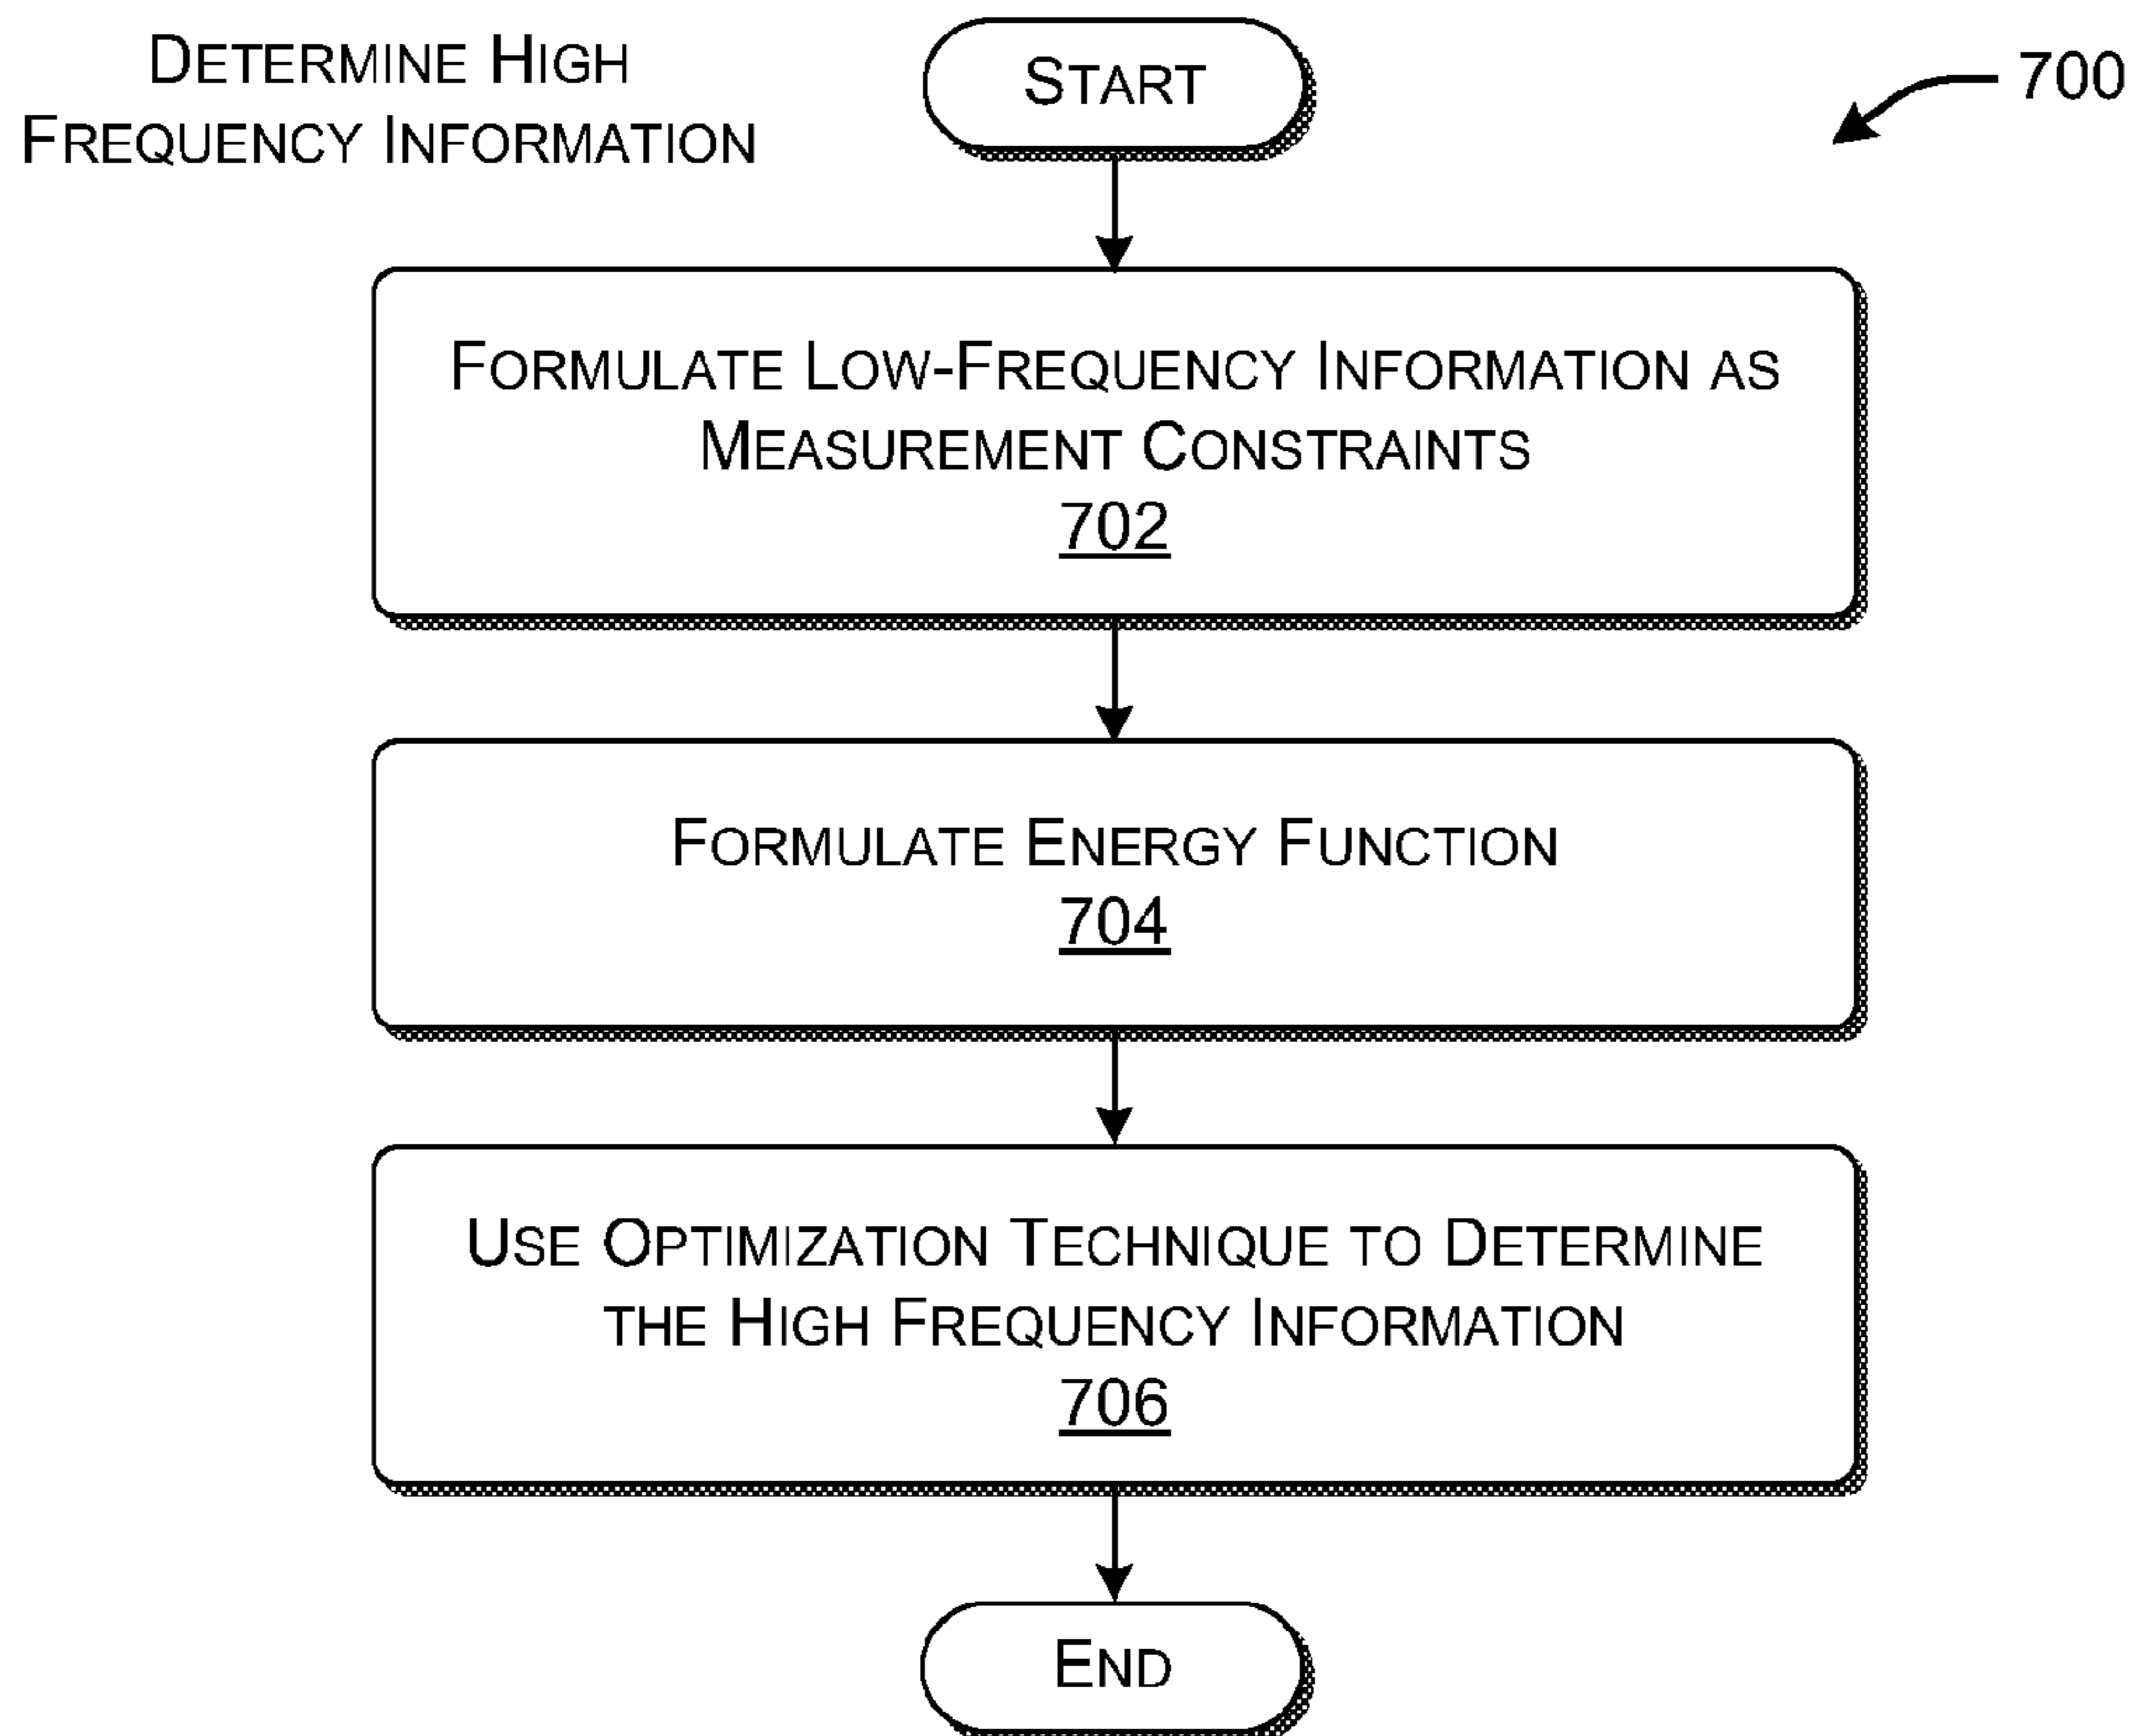 DETERMINE HIGH
FREQUENCY INFORMATION
START
700
FORMULATE LOW-FREQUENCY INFORMATION AS
MEASUREMENT CONSTRAINTS
702
FORMULATE ENERGY FUNCTION
704
USE OPTIMIZATION TECHNIQUE TO DETERMINE
THE HIGH FREQUENCY INFORMATION
706
END